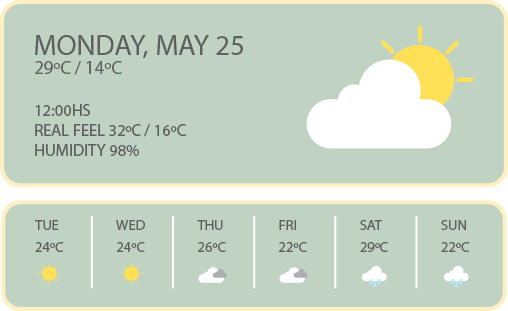 MONDAY, MAY 25
29ºC / 14ºC
12:00HS
REAL FEEL 32ºC / 16ºC
HUMIDITY 98%
TUE WED THU FRI SAT SUN
24ºC 24ºC 26ºC 22ºC 29ºC 22ºC